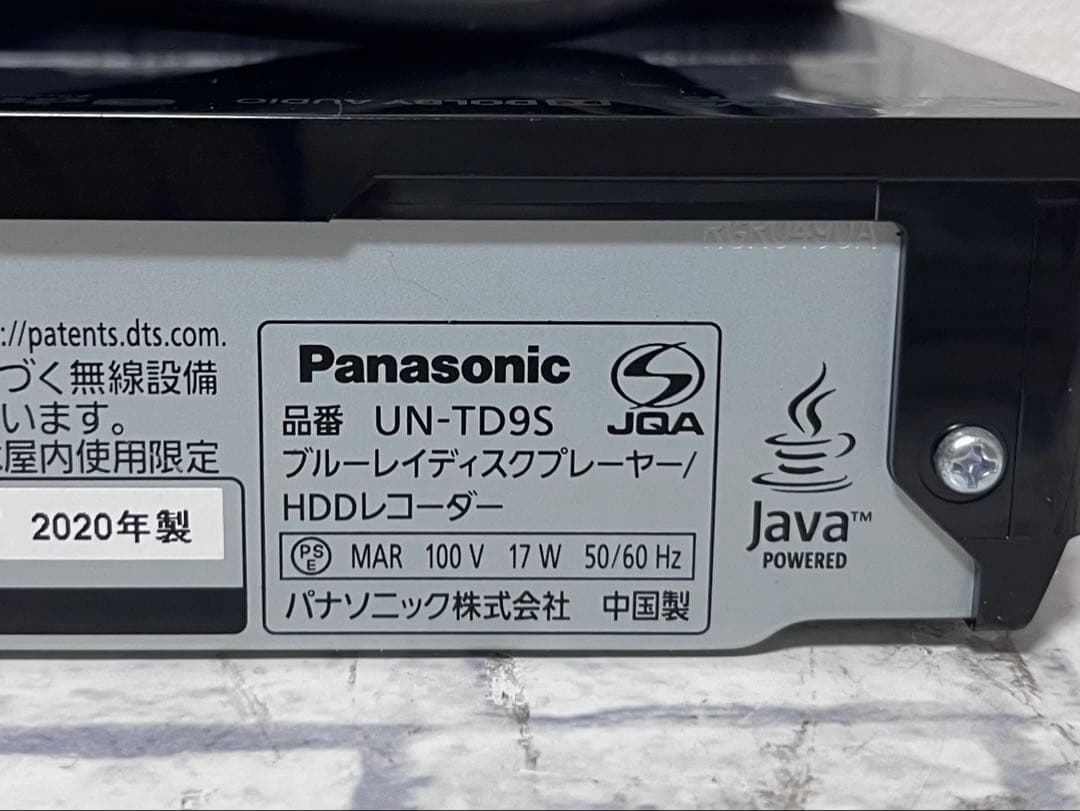 DOLBY AUDIO
RGR0490A
://patents.dts.com.
づく無線設備
います。
屋内使用限定
2020年製
Panasonic
JQA
品番 UN-TD9S
ブルーレイディスクプレーヤー/
HDDレコーダー
PSE MAR 100 V 17 W 50/60 Hz
パナソニック株式会社 中国製
Java™
POWERED